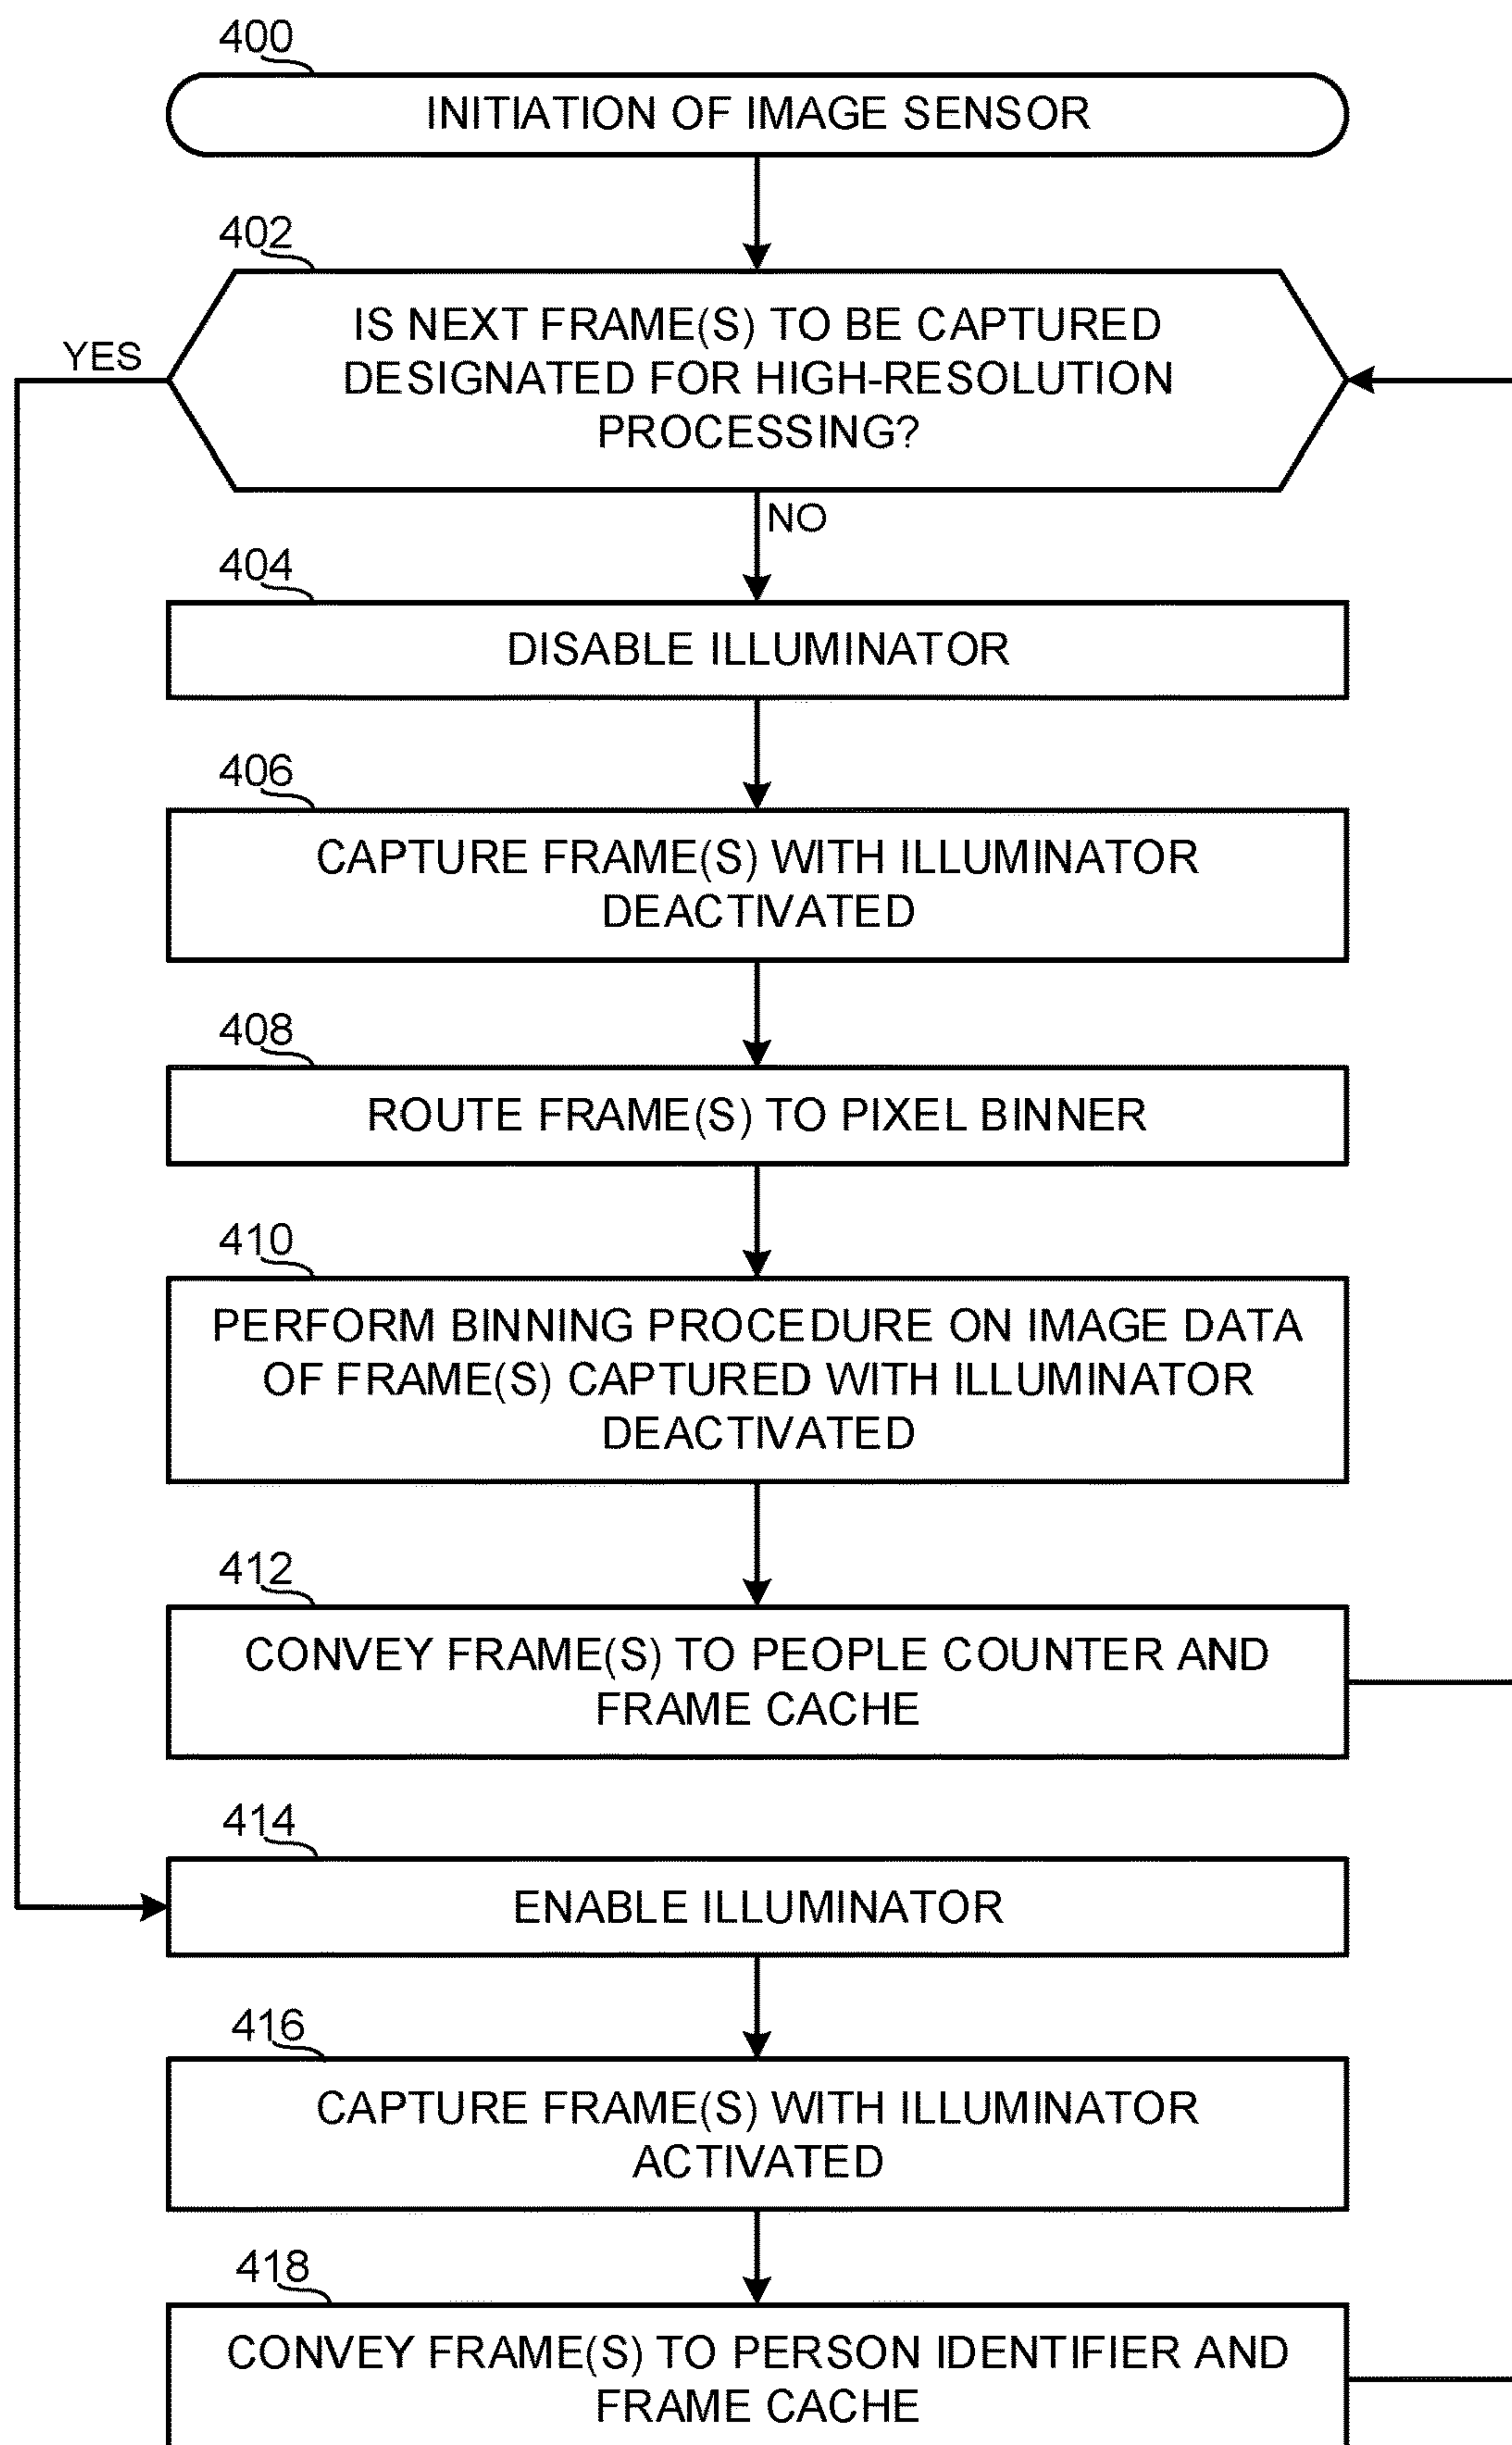 400
INITIATION OF IMAGE SENSOR
402
IS NEXT FRAME(S) TO BE CAPTURED
DESIGNATED FOR HIGH-RESOLUTION
PROCESSING?
YES
NO
404
DISABLE ILLUMINATOR
406
CAPTURE FRAME(S) WITH ILLUMINATOR
DEACTIVATED
408
ROUTE FRAME(S) TO PIXEL BINNER
410
PERFORM BINNING PROCEDURE ON IMAGE DATA
OF FRAME(S) CAPTURED WITH ILLUMINATOR
DEACTIVATED
412
CONVEY FRAME(S) TO PEOPLE COUNTER AND
FRAME CACHE
414
ENABLE ILLUMINATOR
416
CAPTURE FRAME(S) WITH ILLUMINATOR
ACTIVATED
418
CONVEY FRAME(S) TO PERSON IDENTIFIER AND
FRAME CACHE